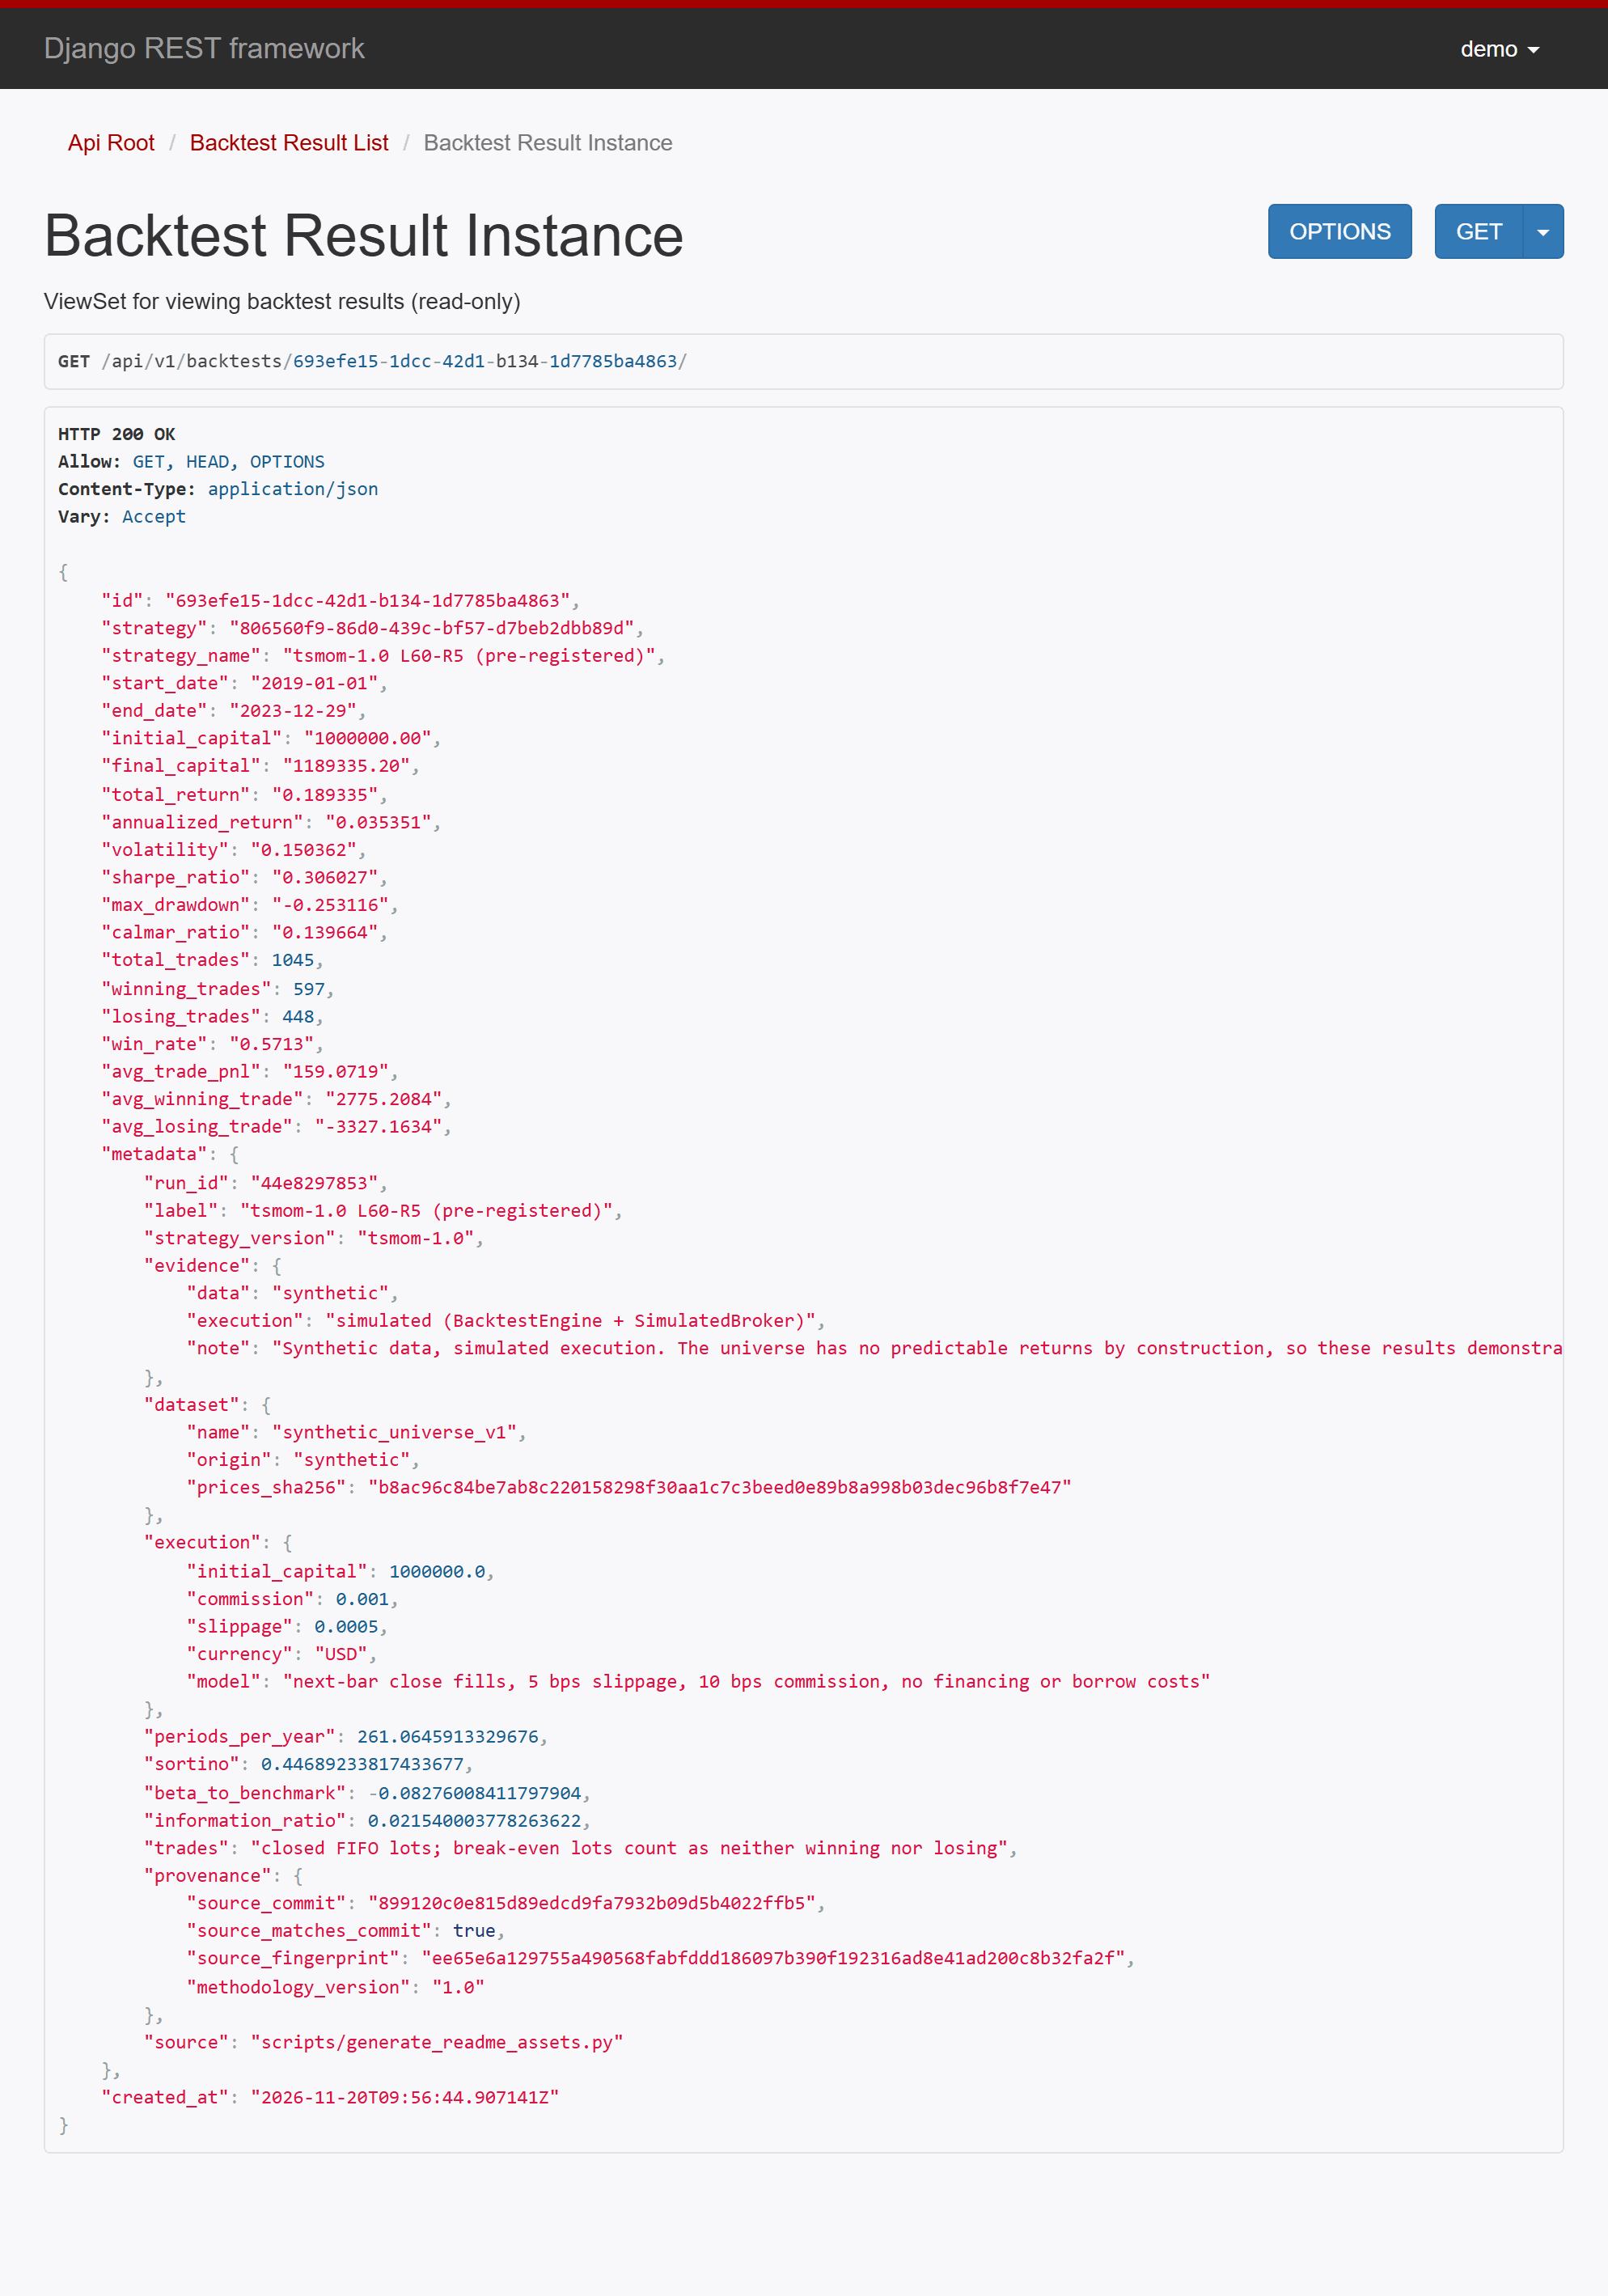 Django REST framework
demo
Api Root / Backtest Result List / Backtest Result Instance
Backtest Result Instance
OPTIONS
GET
ViewSet for viewing backtest results (read-only)
GET /api/v1/backtests/693efe15-1dcc-42d1-b134-1d7785ba4863/
HTTP 200 OK
Allow: GET, HEAD, OPTIONS
Content-Type: application/json
Vary: Accept
{
    "id": "693efe15-1dcc-42d1-b134-1d7785ba4863",
    "strategy": "806560f9-86d0-439c-bf57-d7beb2dbb89d",
    "strategy_name": "tsmom-1.0 L60-R5 (pre-registered)",
    "start_date": "2019-01-01",
    "end_date": "2023-12-29",
    "initial_capital": "1000000.00",
    "final_capital": "1189335.20",
    "total_return": "0.189335",
    "annualized_return": "0.035351",
    "volatility": "0.150362",
    "sharpe_ratio": "0.306027",
    "max_drawdown": "-0.253116",
    "calmar_ratio": "0.139664",
    "total_trades": 1045,
    "winning_trades": 597,
    "losing_trades": 448,
    "win_rate": "0.5713",
    "avg_trade_pnl": "159.0719",
    "avg_winning_trade": "2775.2084",
    "avg_losing_trade": "-3327.1634",
    "metadata": {
        "run_id": "44e8297853",
        "label": "tsmom-1.0 L60-R5 (pre-registered)",
        "strategy_version": "tsmom-1.0",
        "evidence": {
            "data": "synthetic",
            "execution": "simulated (BacktestEngine + SimulatedBroker)",
            "note": "Synthetic data, simulated execution. The universe has no predictable returns by construction, so these results demonstra
        },
        "dataset": {
            "name": "synthetic_universe_v1",
            "origin": "synthetic",
            "prices_sha256": "b8ac96c84be7ab8c220158298f30aa1c7c3beed0e89b8a998b03dec96b8f7e47"
        },
        "execution": {
            "initial_capital": 1000000.0,
            "commission": 0.001,
            "slippage": 0.0005,
            "currency": "USD",
            "model": "next-bar close fills, 5 bps slippage, 10 bps commission, no financing or borrow costs"
        },
        "periods_per_year": 261.0645913329676,
        "sortino": 0.44689233817433677,
        "beta_to_benchmark": -0.08276008411797904,
        "information_ratio": 0.021540003778263622,
        "trades": "closed FIFO lots; break-even lots count as neither winning nor losing",
        "provenance": {
            "source_commit": "899120c0e815d89edcd9fa7932b09d5b4022ffb5",
            "source_matches_commit": true,
            "source_fingerprint": "ee65e6a129755a490568fabfddd186097b390f192316ad8e41ad200c8b32fa2f",
            "methodology_version": "1.0"
        },
        "source": "scripts/generate_readme_assets.py"
    },
    "created_at": "2026-11-20T09:56:44.907141Z"
}